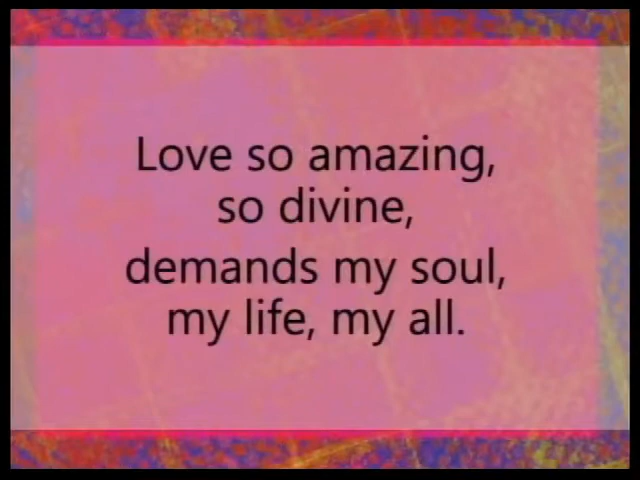 Love so amazing,
so divine,
demands my soul,
my life, my all.